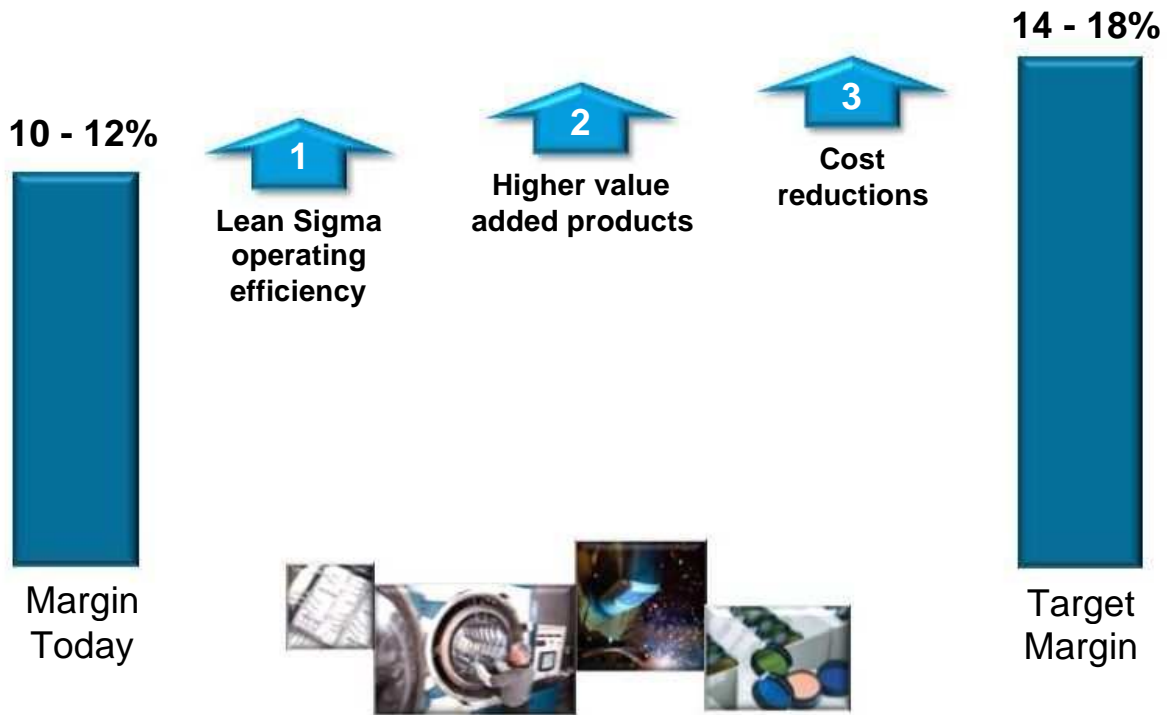 10 - 12%
Margin
Today
1
Lean Sigma
operating
efficiency
2
Higher value
added products
3
Cost
reductions
14 - 18%
Target
Margin